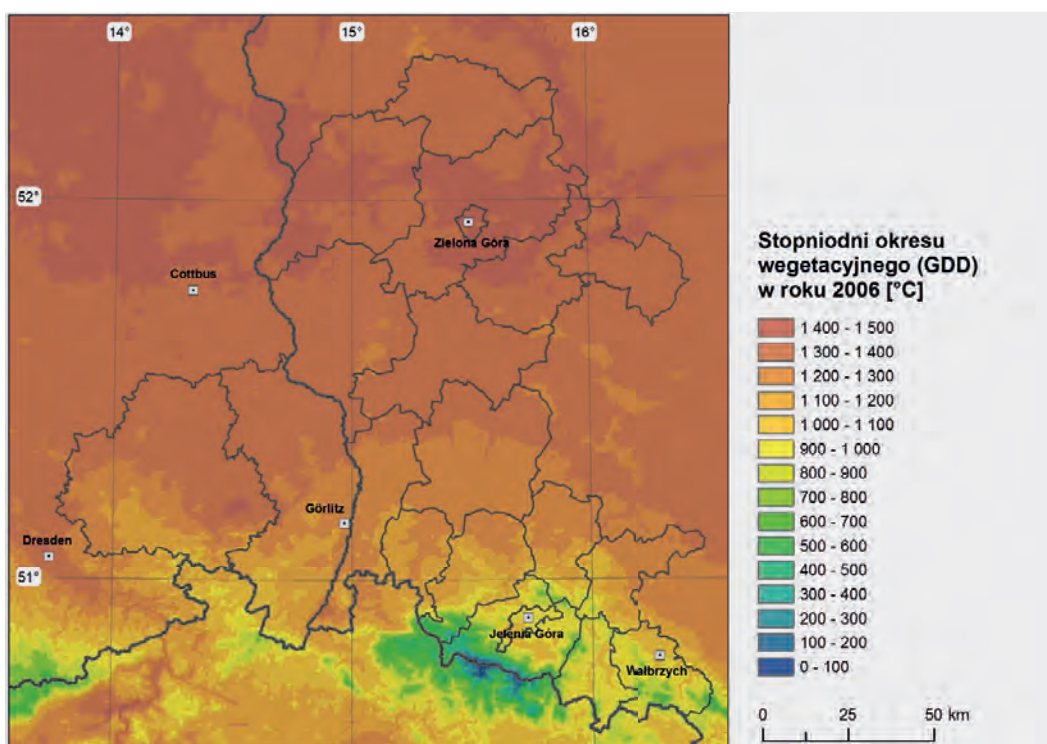 14°
15°
16°
52°
Zielona Góra
Cottbus
Görlitz
Dresden
51°
Jelenia Góra
Wałbrzych
Stopniodni okresu
wegetacyjnego (GDD)
w roku 2006 [°C]
1 400 - 1 500
1 300 - 1 400
1 200 - 1 300
1 100 - 1 200
1 000 - 1 100
900 - 1 000
800 - 900
700 - 800
600 - 700
500 - 600
400 - 500
300 - 400
200 - 300
100 - 200
0 - 100
0 25 50 km